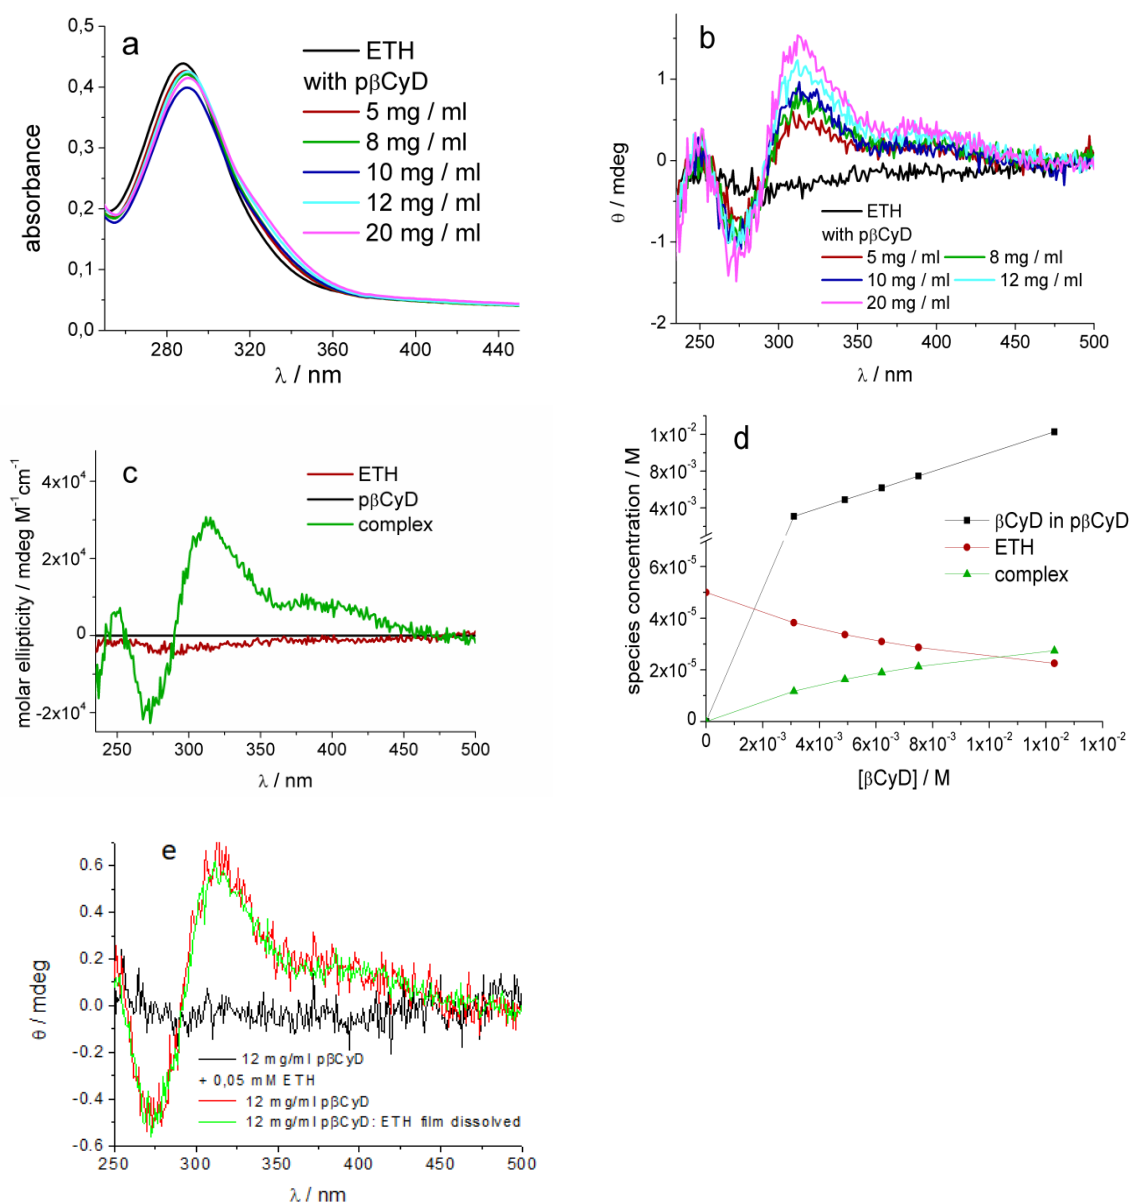 a
0,5
0,4
0,3
0,2
0,1
0,0
absorbance
ETH
with pβCyD
5 mg / ml
8 mg / ml
10 mg / ml
12 mg / ml
20 mg / ml
280 320 360 400 440
λ / nm
b
1
0
-1
-2
θ / mdeg
ETH
with pβCyD
5 mg / ml 8 mg / ml
10 mg / ml 12 mg / ml
20 mg / ml
250 300 350 400 450 500
λ / nm
c
4x10⁴
2x10⁴
0
-2x10⁴
molar ellipticity / mdeg M⁻¹cm⁻¹
ETH
pβCyD
complex
250 300 350 400 450 500
λ / nm
d
1x10⁻²
8x10⁻³
4x10⁻³
6x10⁻⁵
4x10⁻⁵
2x10⁻⁵
0
species concentration / M
βCyD in pβCyD
ETH
complex
0 2x10⁻³ 4x10⁻³ 6x10⁻³ 8x10⁻³ 1x10⁻² 1x10⁻² 1x10⁻²
[βCyD] / M
e
0.6
0.4
0.2
0.0
-0.2
-0.4
-0.6
θ / mdeg
12 mg/ml pβCyD
+ 0,05 mM ETH
12 mg/ml pβCyD
12 mg/ml pβCyD: ETH film dissolved
250 300 350 400 450 500
λ / nm